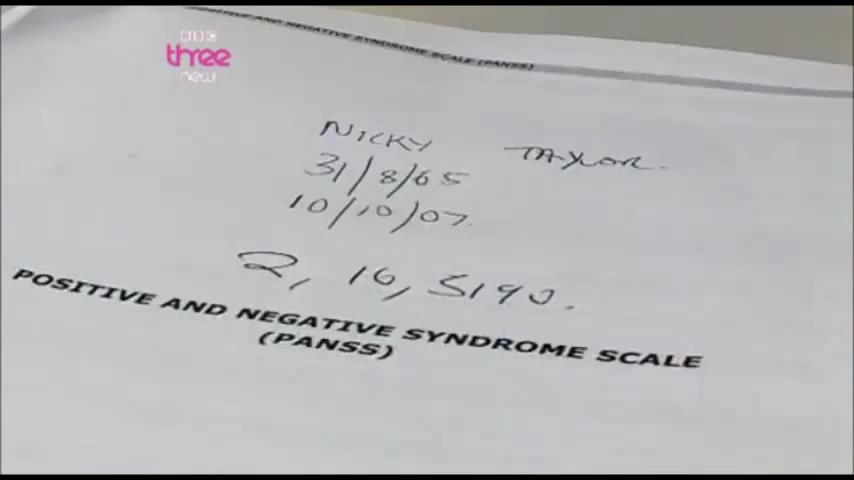 BBC
three
new
POSITIVE AND NEGATIVE SYNDROME SCALE (PANSS)
NICKY TAYLOR.
31/8/65
10/10/07.
2, 16, 5190.
POSITIVE AND NEGATIVE SYNDROME SCALE
(PANSS)